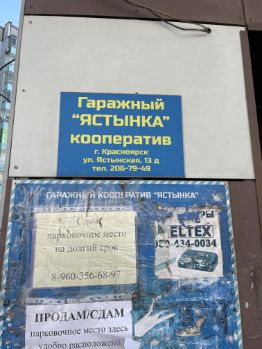 Гаражный
"ЯСТЫНКА"
кооператив
г. Красноярск
ул. Ястынская, 13 д
тел. 206-79-49
ГАРАЖНЫЙ КООПЕРАТИВ "ЯСТЫНКА"
Сдам
парковочное место
на долгий срок
8-960-356-68-97
ELTEX
434-0034
ПРОДАМ/СДАМ
парковочное место здесь
удобно расположено